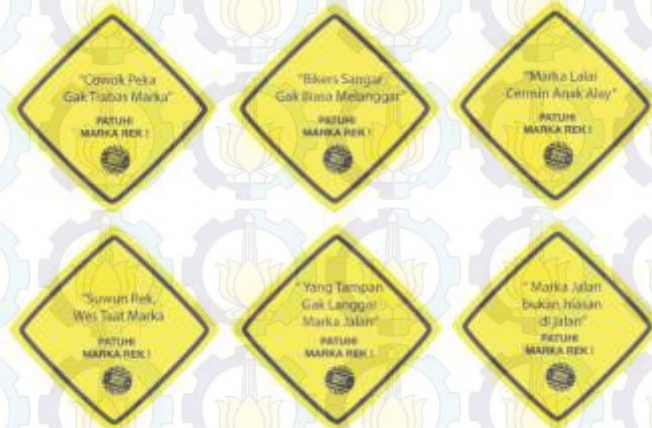 "Cowok Peka
Gak Trabas Marka"
PATUHI
MARKA REK !
"Bikers Sangar
Gak Biasa Melanggar"
PATUHI
MARKA REK !
"Marka Lalai
Cermin Anak Alay"
PATUHI
MARKA REK !
"Suwun Rek,
Wes Taat Marka
PATUHI
MARKA REK !
" Yang Tampan
Gak Langgar
Marka Jalan"
PATUHI
MARKA REK !
" Marka Jalan
bukan hiasan
di jalan"
PATUHI
MARKA REK !